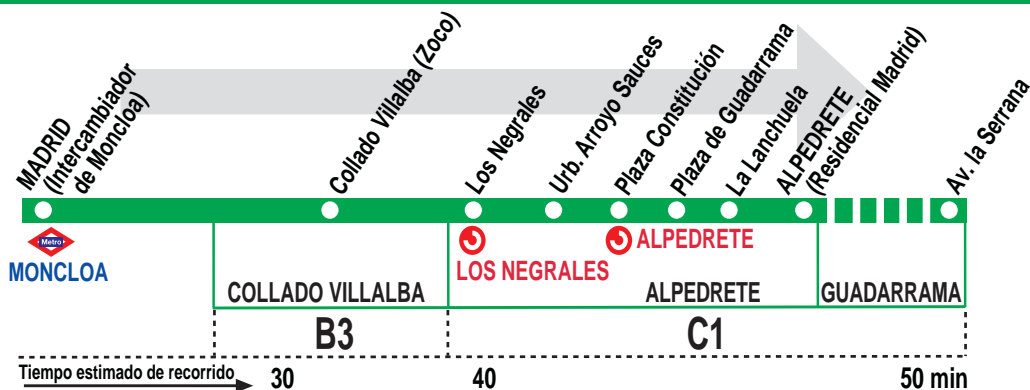 MADRID
(Intercambiador
de Moncloa)
Collado Villalba (Zoco)
Los Negrales
Urb. Arroyo Sauces
Plaza Constitución
Plaza de Guadarrama
La Lanchuela
ALPEDRETE
(Residencial Madrid)
Av. la Serrana
Metro
MONCLOA
LOS NEGRALES
ALPEDRETE
COLLADO VILLALBA
ALPEDRETE
GUADARRAMA
B3
C1
Tiempo estimado de recorrido
30
40
50 min